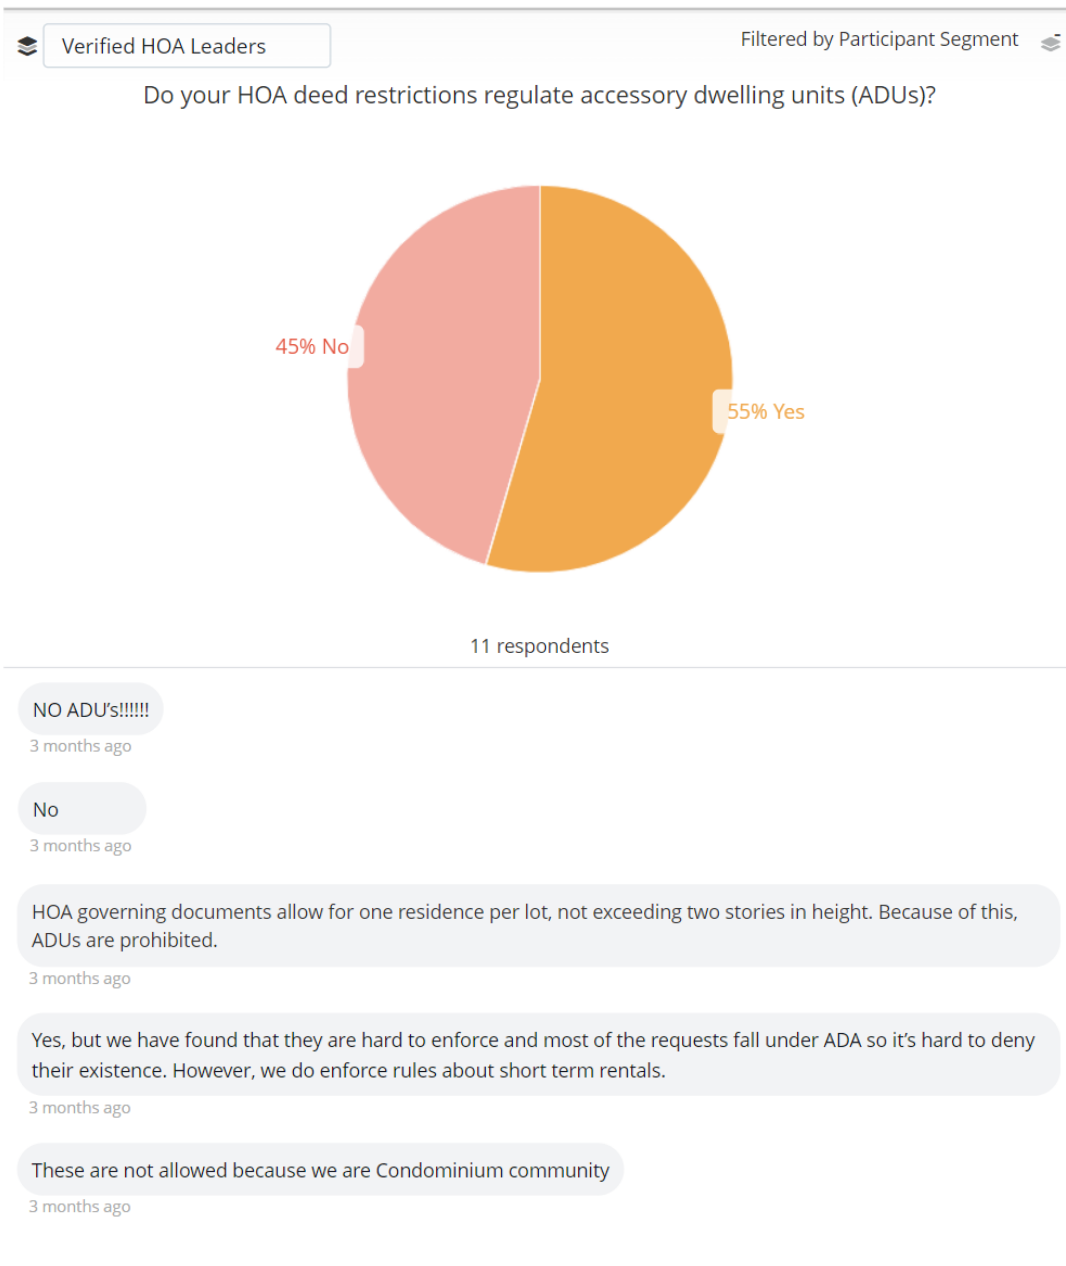 Verified HOA Leaders
Filtered by Participant Segment
Do your HOA deed restrictions regulate accessory dwelling units (ADUs)?
45% No
55% Yes
11 respondents
NO ADU’s!!!!!!
3 months ago
No
3 months ago
HOA governing documents allow for one residence per lot, not exceeding two stories in height. Because of this,
ADUs are prohibited.
3 months ago
Yes, but we have found that they are hard to enforce and most of the requests fall under ADA so it’s hard to deny
their existence. However, we do enforce rules about short term rentals.
3 months ago
These are not allowed because we are Condominium community
3 months ago